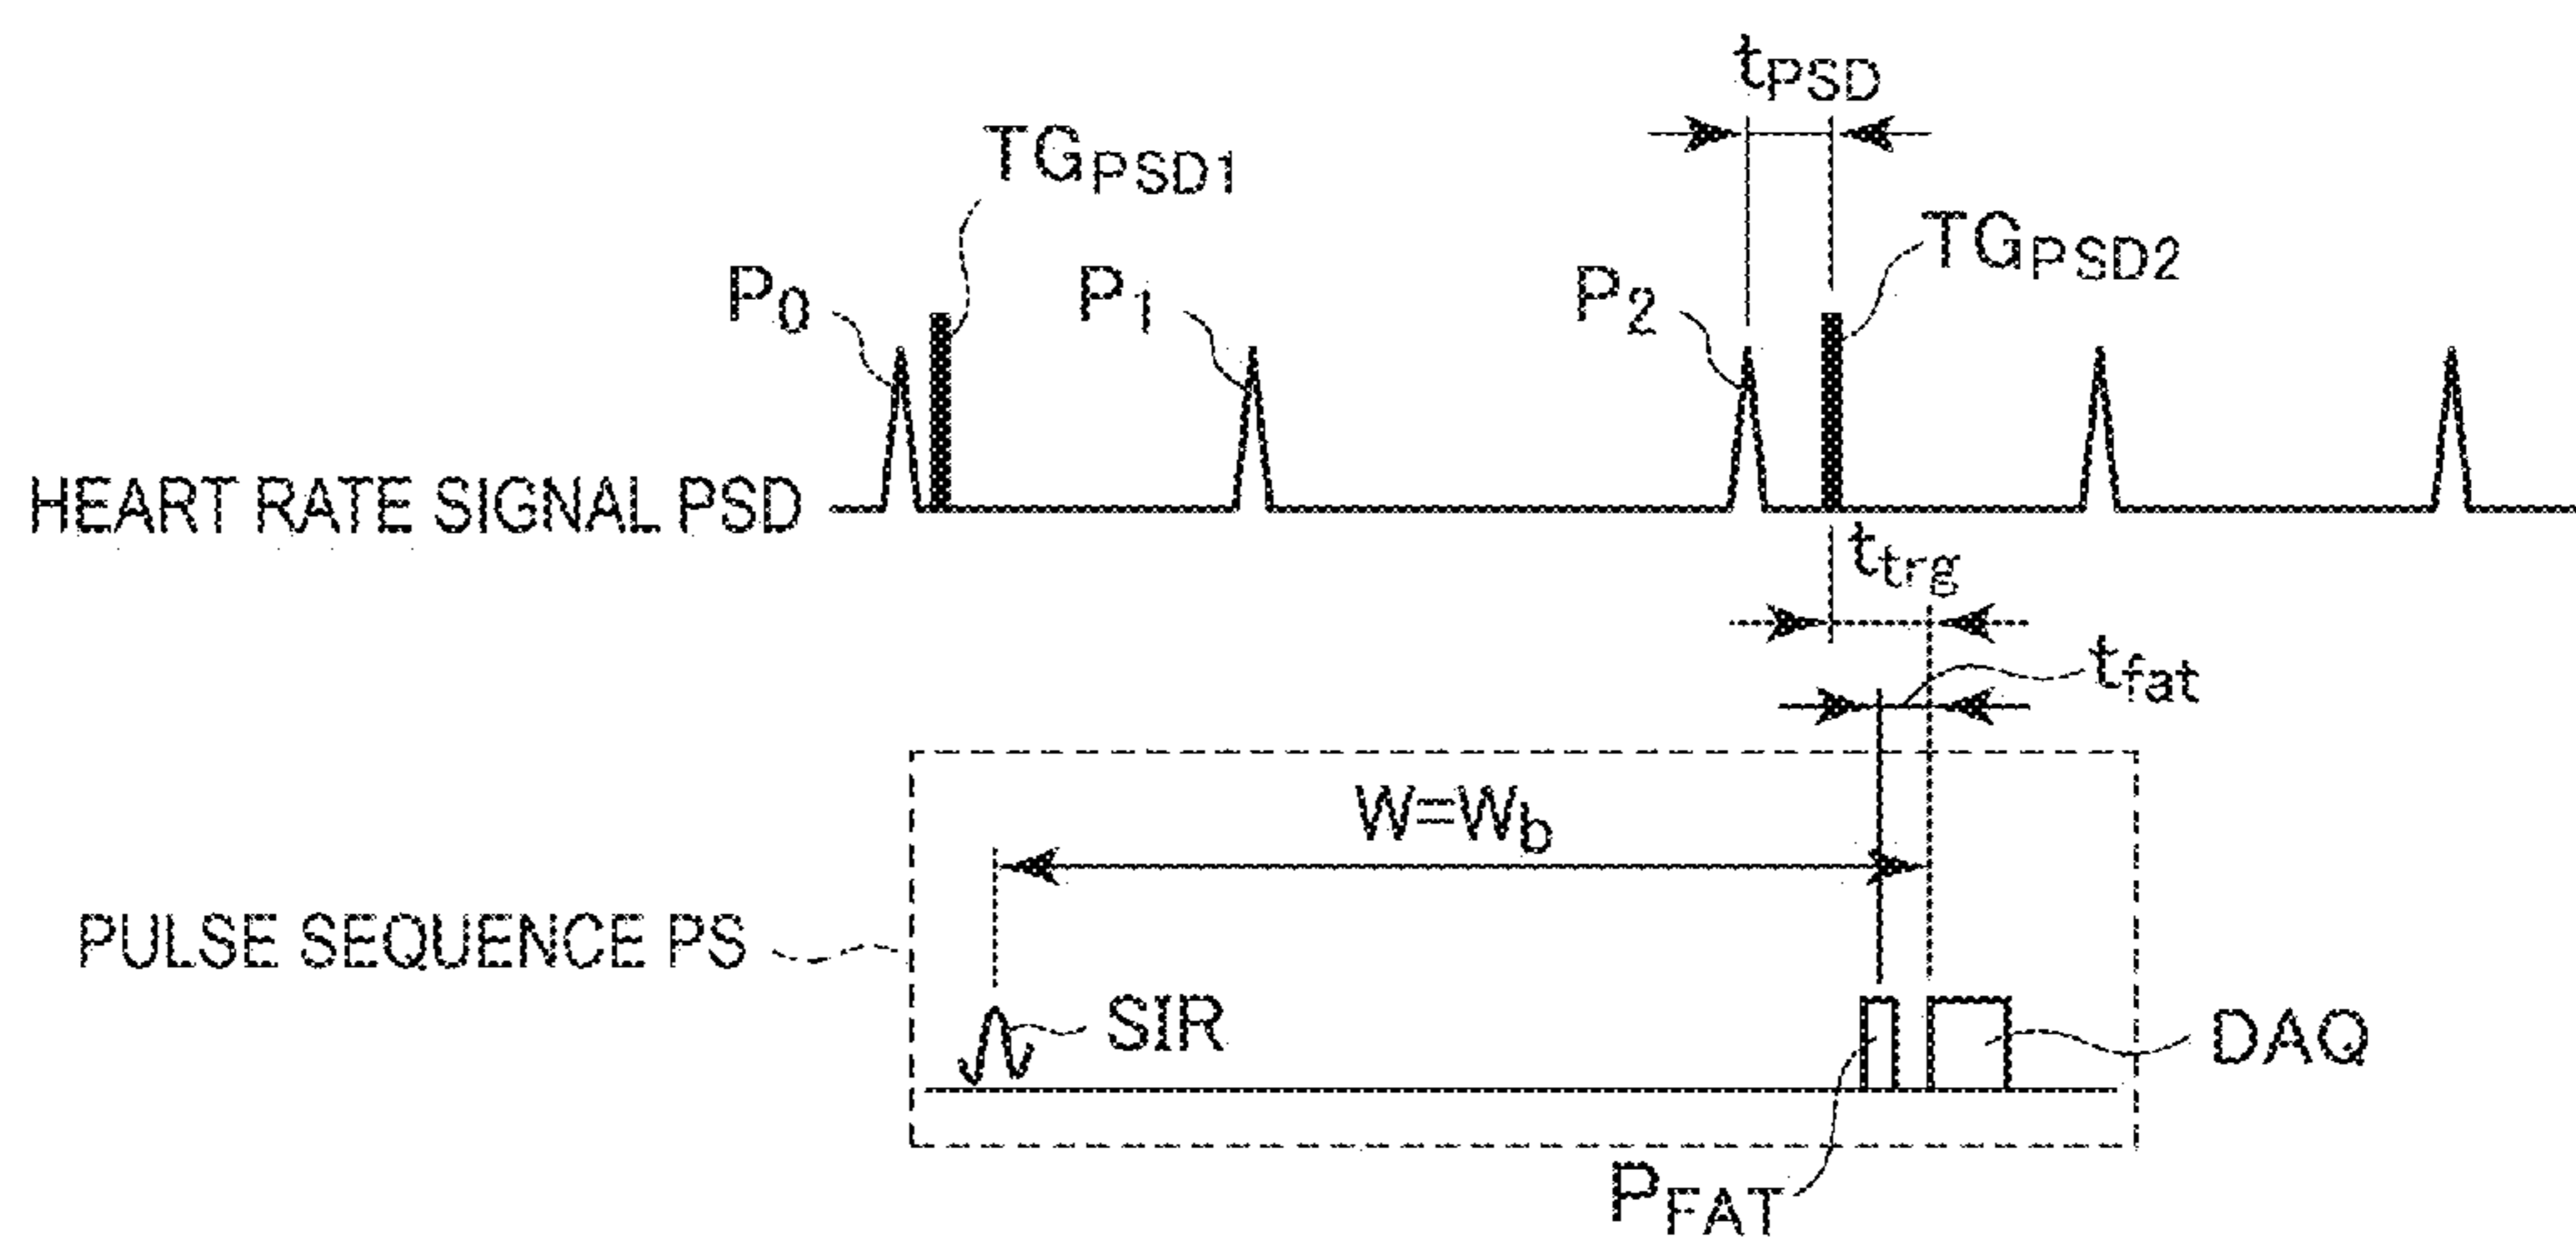 tPSD
TGPSD1
TGPSD2
P0
P1
P2
HEART RATE SIGNAL PSD
ttrg
tfat
W=Wb
PULSE SEQUENCE PS
SIR
DAQ
PFAT